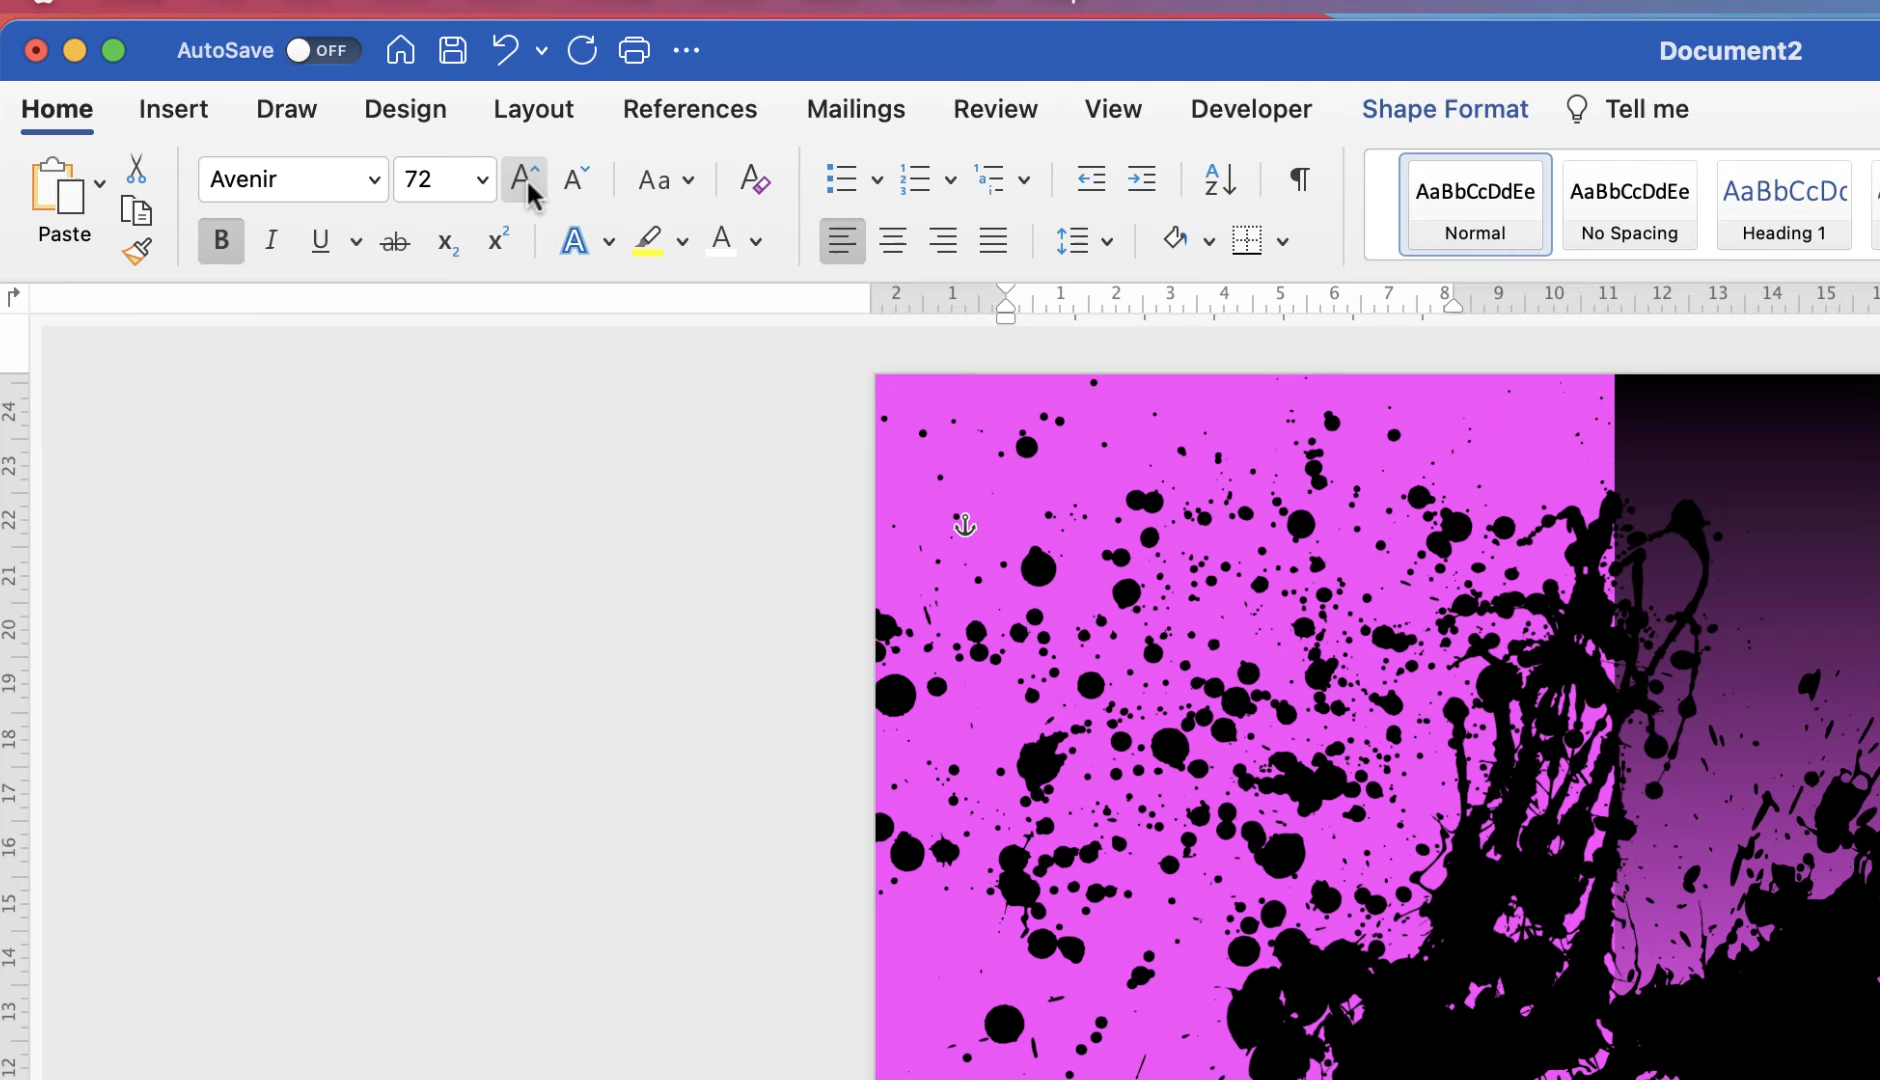 AutoSave OFF Document2
Home Insert Draw Design Layout References Mailings Review View Developer Shape Format Tell me
Paste Avenir 72 Aa AaBbCcDdEe AaBbCcDdEe AaBbCcDc
B I U ab X₂ X² A A Normal No Spacing Heading 1
2 1 1 2 3 4 5 6 7 8 9 10 11 12 13 14 15
24
23
22
21
20
19
18
17
16
15
14
13
12